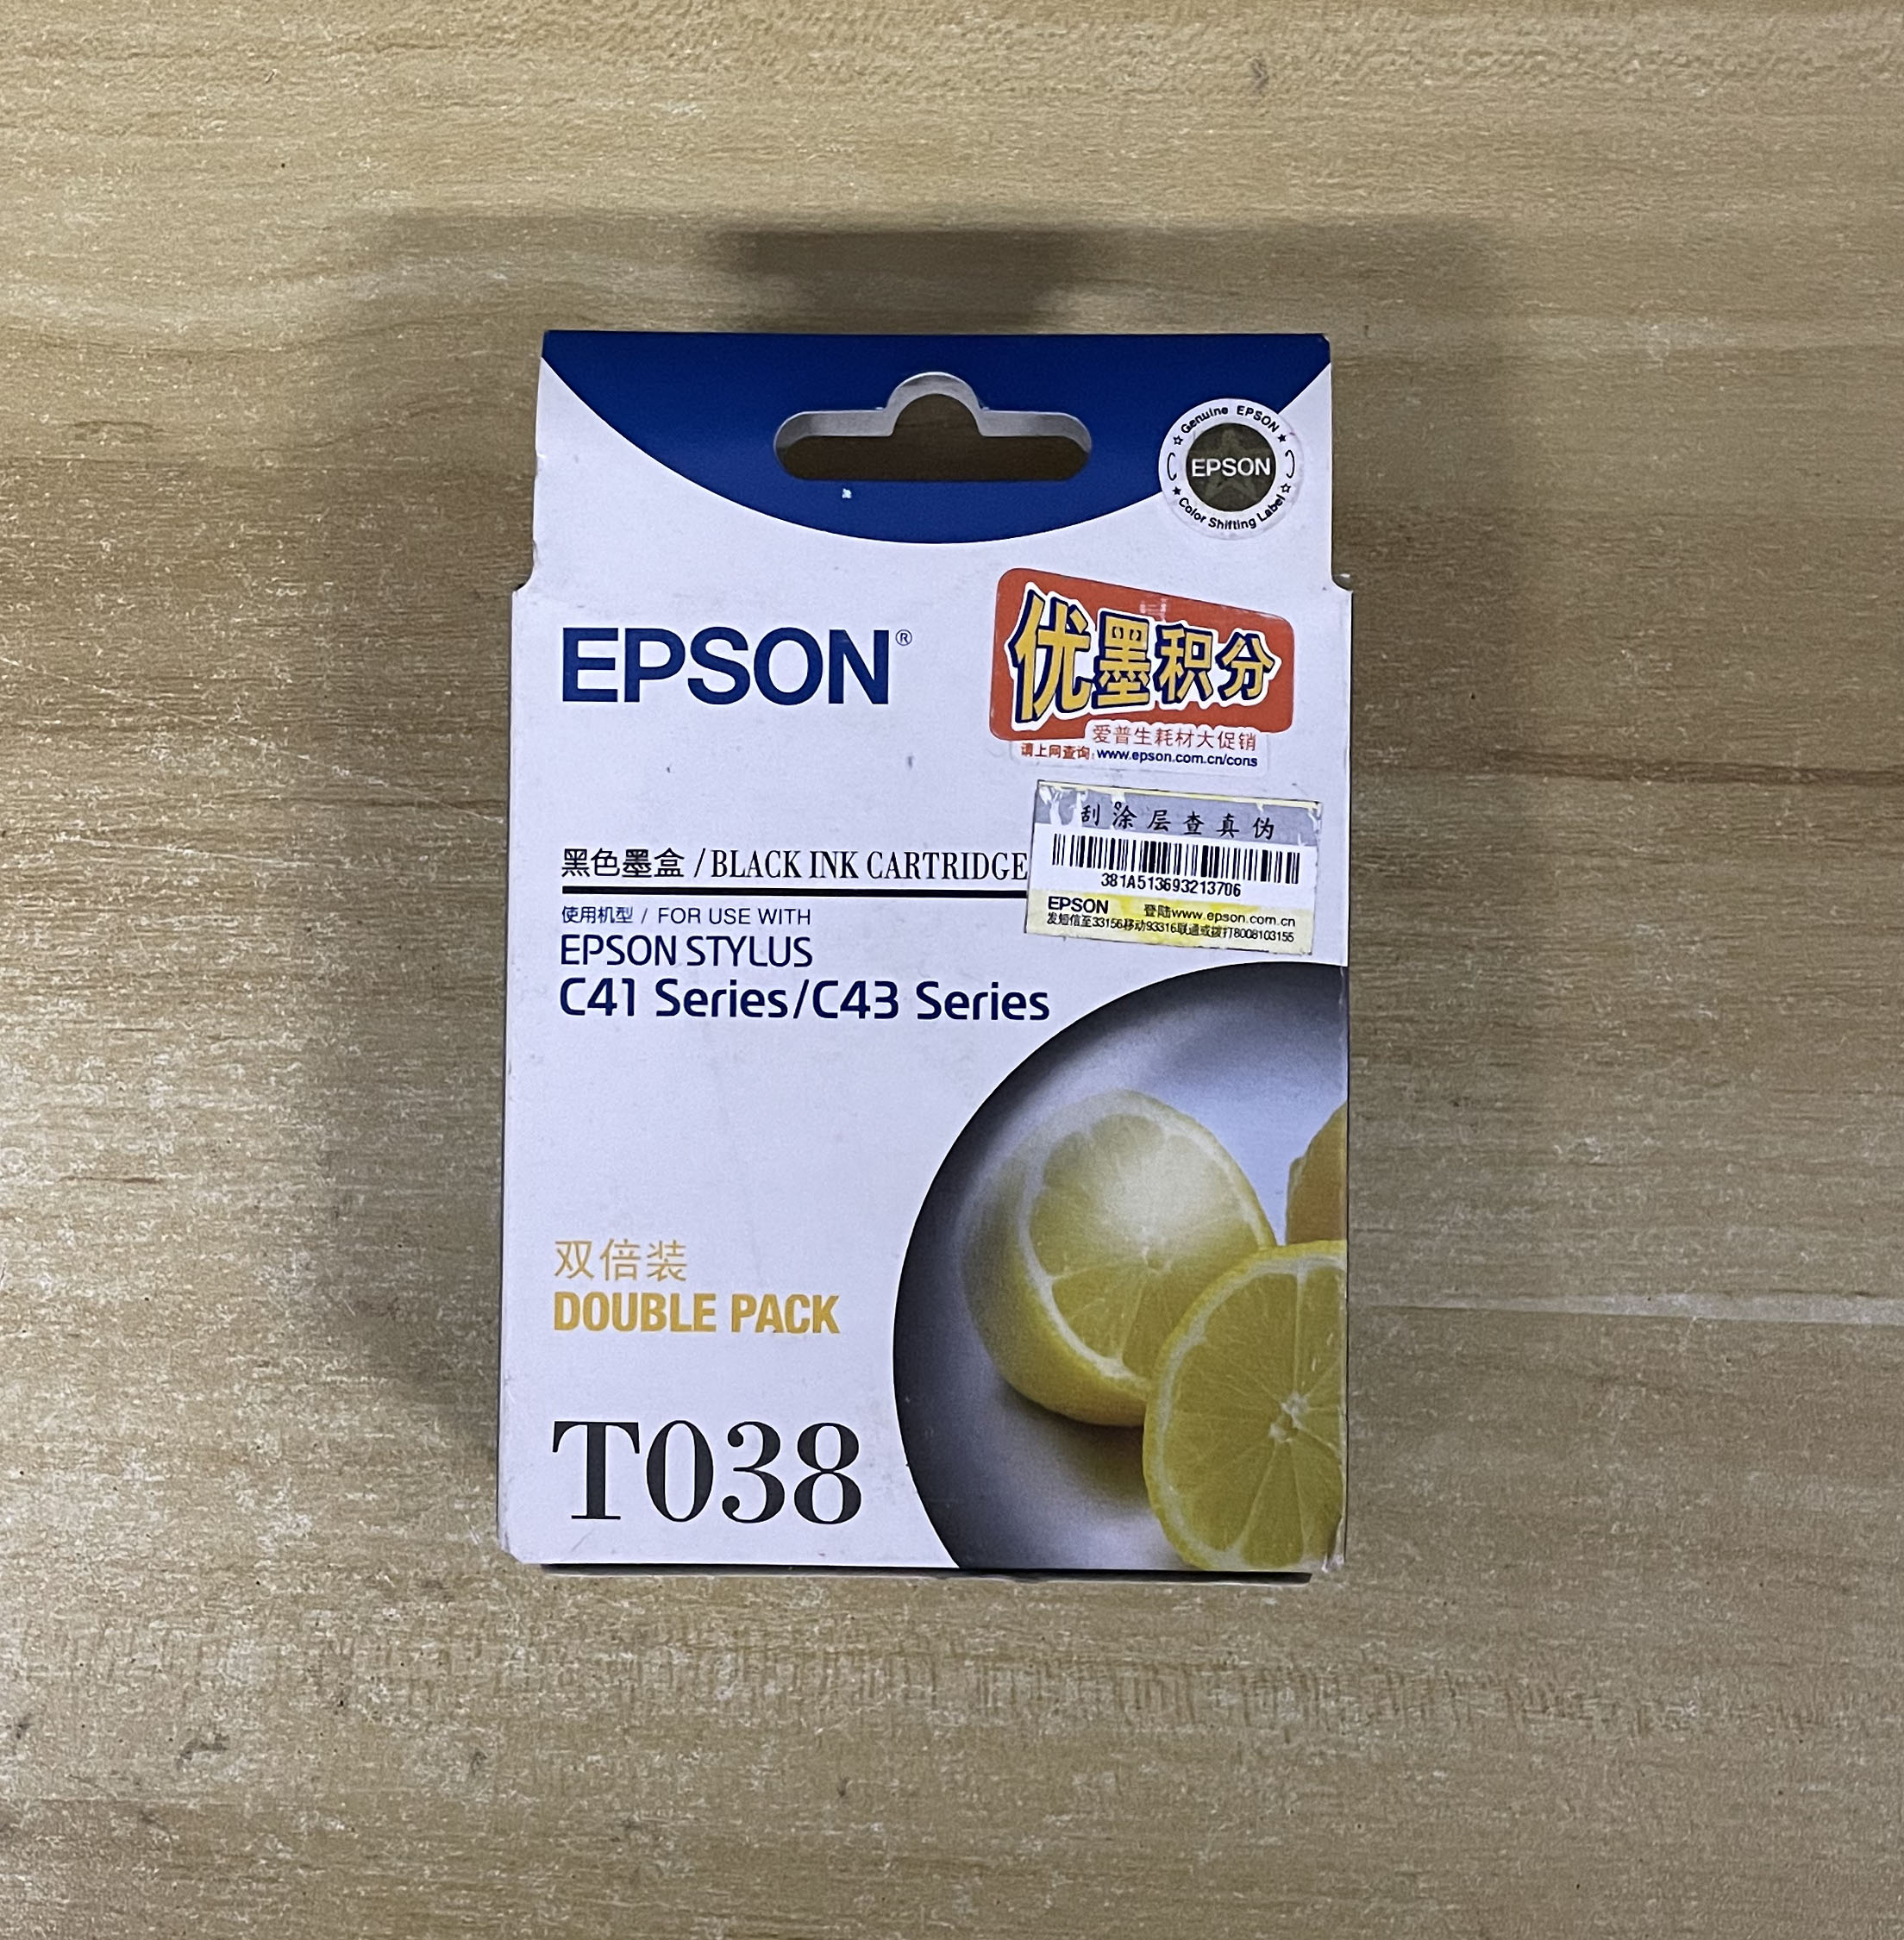 Genuine EPSON
EPSON
Color Shifting Label
EPSON®
优墨积分
爱普生耗材大促销
请上网查询:www.epson.com.cn/cons
刮涂层查真伪
381A513693213706
EPSON 登陆www.epson.com.cn
发短信至33156移动93316联通或拨打8008103155
黑色墨盒 / BLACK INK CARTRIDGE
使用机型 / FOR USE WITH
EPSON STYLUS
C41 Series/C43 Series
双倍装
DOUBLE PACK
T038